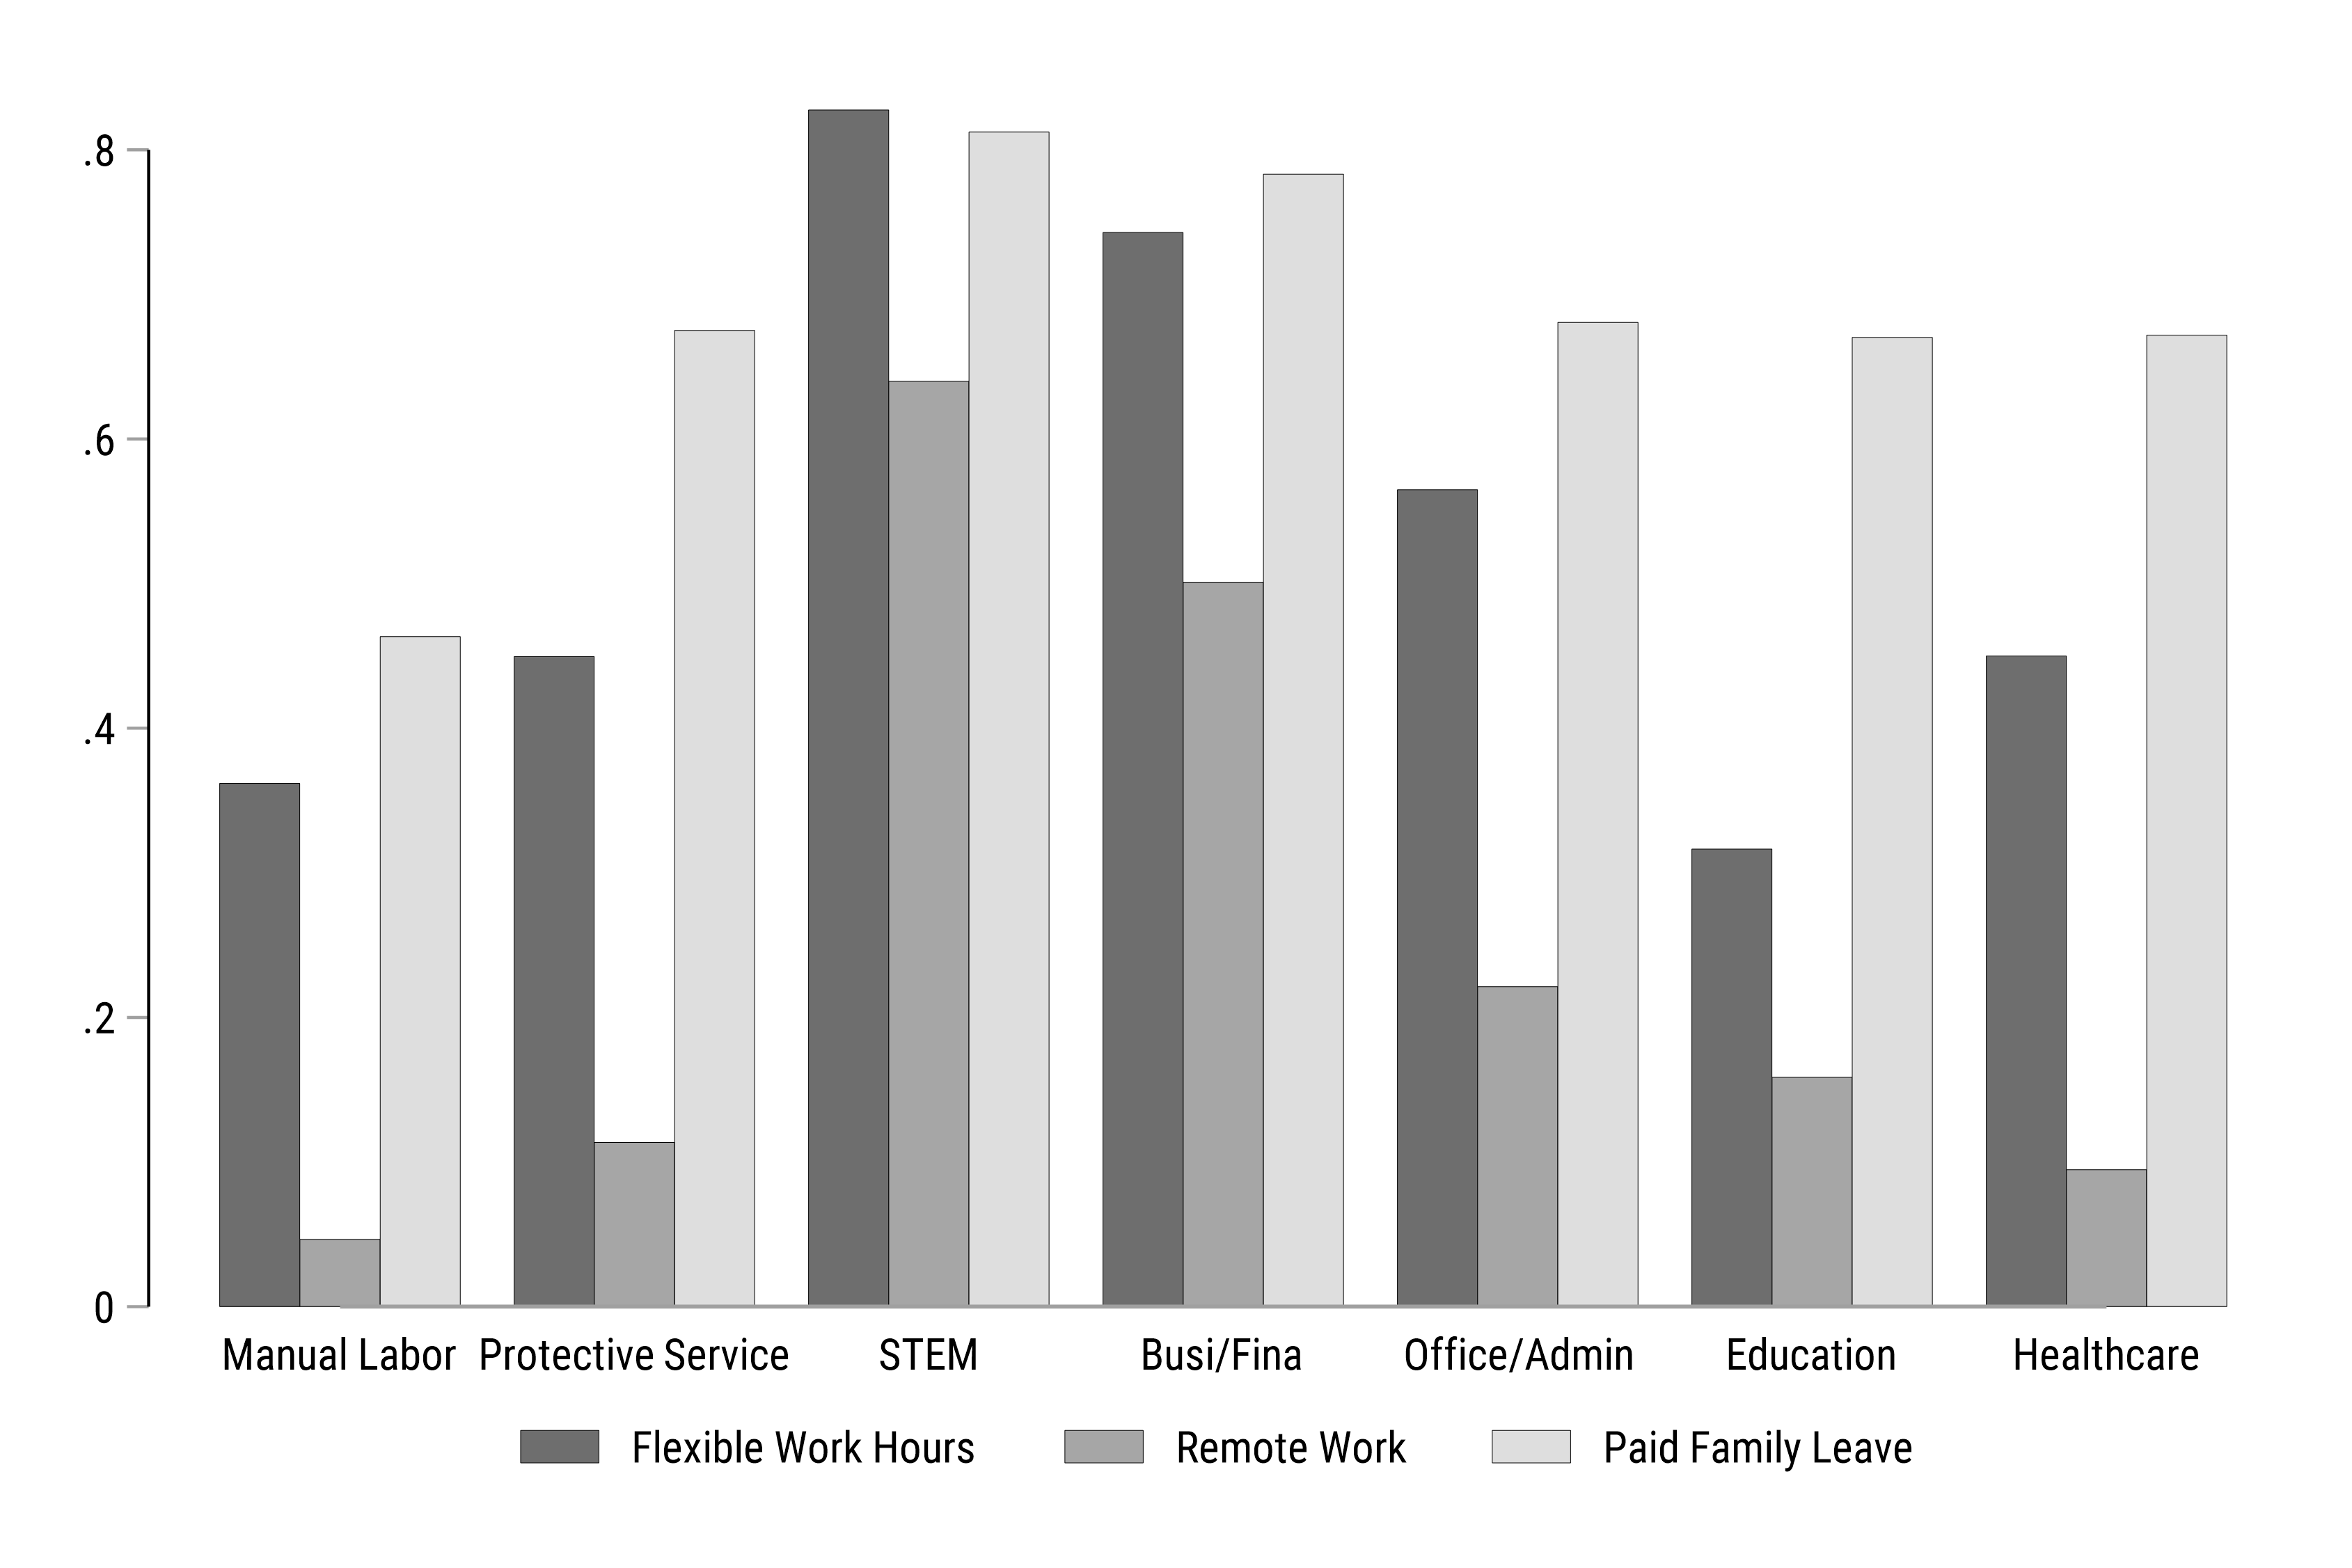 .8
.6
.4
.2
0
Manual Labor Protective Service STEM Busi/Fina Office/Admin Education Healthcare
Flexible Work Hours Remote Work Paid Family Leave